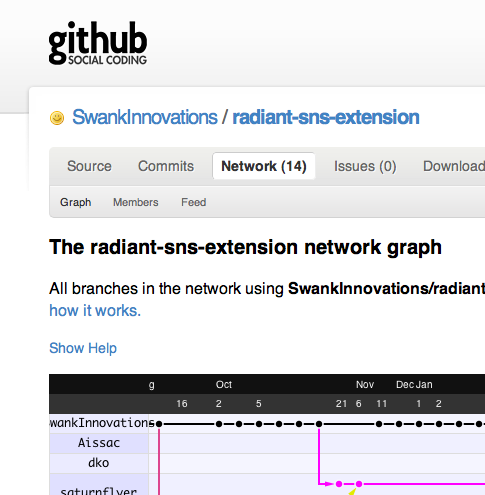 github
SOCIAL CODING
SwankInnovations / radiant-sns-extension
Source Commits Network (14) Issues (0) Download
Graph Members Feed
The radiant-sns-extension network graph
All branches in the network using SwankInnovations/radiant
how it works.
Show Help
g Oct Nov Dec Jan
16 2 5 21 6 11 1 2
wankInnovations
Aissac
dko
saturnflyer